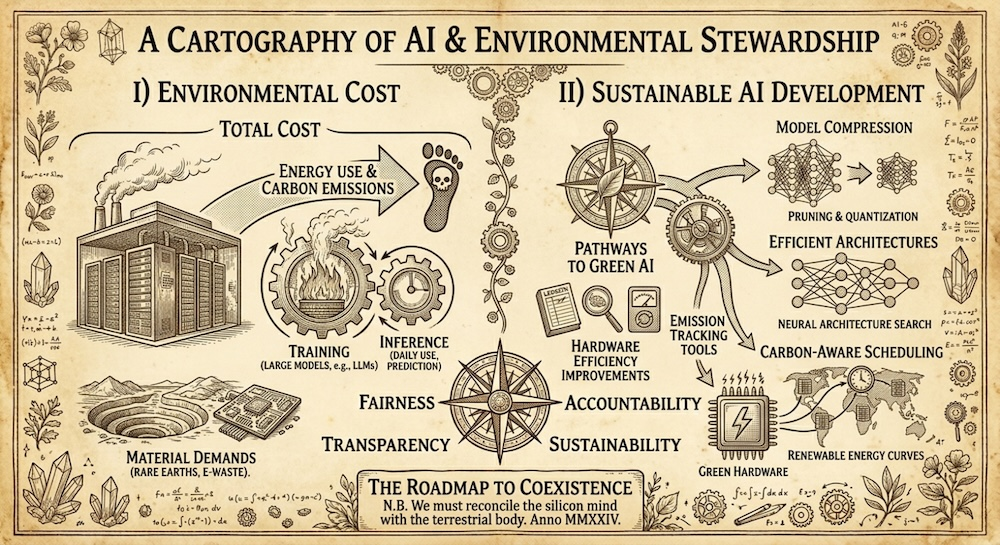 A CARTOGRAPHY OF AI & ENVIRONMENTAL STEWARDSHIP
I) ENVIRONMENTAL COST
TOTAL COST
ENERGY USE &
CARBON EMISSIONS
TRAINING
(LARGE MODELS, e.g., LLMs)
INFERENCE
(DAILY USE,
PREDICTION)
MATERIAL DEMANDS
(RARE EARTHS, E-WASTE).
II) SUSTAINABLE AI DEVELOPMENT
PATHWAYS
TO GREEN AI
MODEL COMPRESSION
PRUNING & QUANTIZATION
EFFICIENT ARCHITECTURES
NEURAL ARCHITECTURE SEARCH
HARDWARE
EFFICIENCY
IMPROVEMENTS
EMISSION
TRACKING
TOOLS
CARBON-AWARE SCHEDULING
GREEN HARDWARE
RENEWABLE ENERGY CURVES
FAIRNESS
ACCOUNTABILITY
TRANSPARENCY
SUSTAINABILITY
THE ROADMAP TO COEXISTENCE
N.B. We must reconcile the silicon mind
with the terrestrial body. Anno MMXXIV.